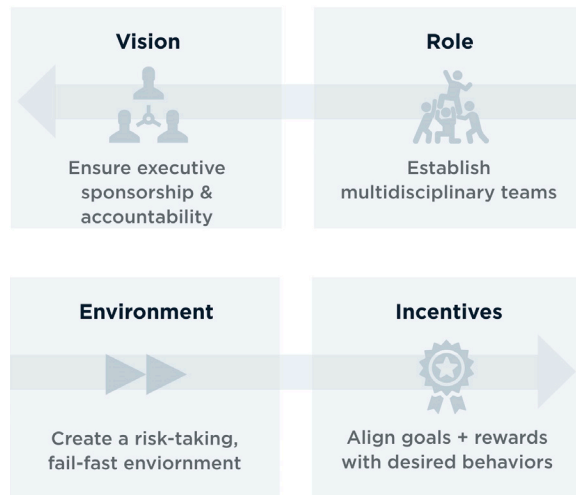 Vision
Ensure executive
sponsorship &
accountability
Role
Establish
multidisciplinary teams
Environment
Create a risk-taking,
fail-fast enviornment
Incentives
Align goals + rewards
with desired behaviors